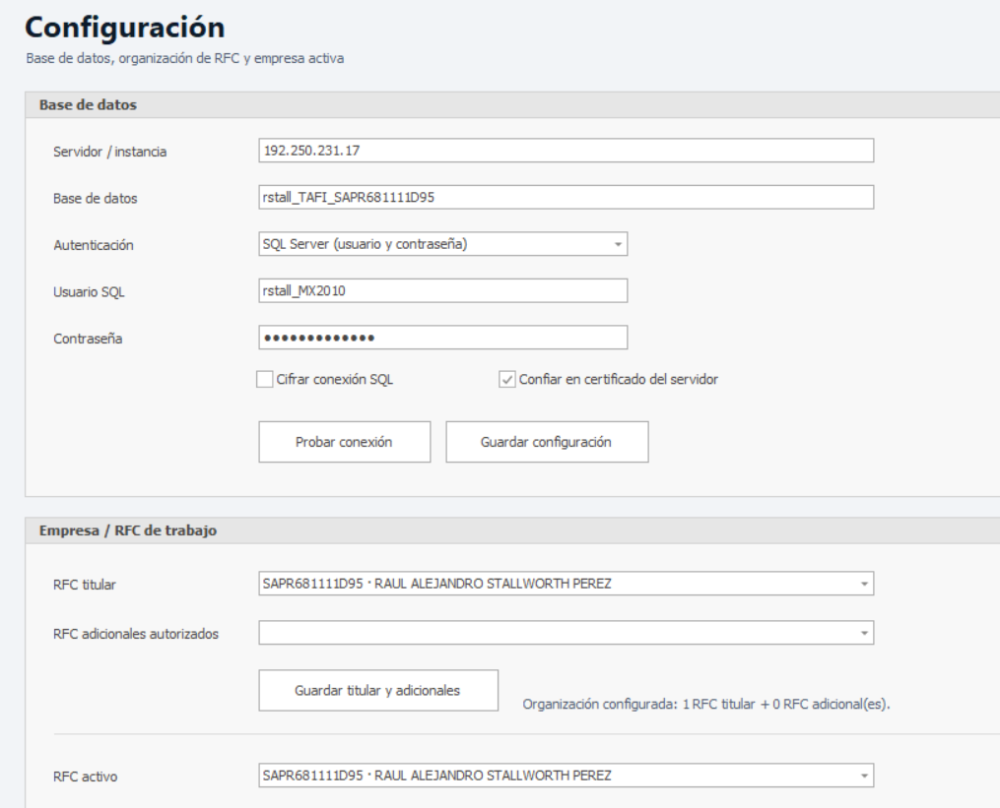 Configuración
Base de datos, organización de RFC y empresa activa
Base de datos
Servidor / instancia 192.250.231.17
Base de datos rstall_TAFI_SAPR681111D95
Autenticación SQL Server (usuario y contraseña)
Usuario SQL rstall_MX2010
Contraseña •••••••••••••
Cifrar conexión SQL Confiar en certificado del servidor
Probar conexión Guardar configuración
Empresa / RFC de trabajo
RFC titular SAPR681111D95 · RAUL ALEJANDRO STALLWORTH PEREZ
RFC adicionales autorizados
Guardar titular y adicionales Organización configurada: 1 RFC titular + 0 RFC adicional(es).
RFC activo SAPR681111D95 · RAUL ALEJANDRO STALLWORTH PEREZ